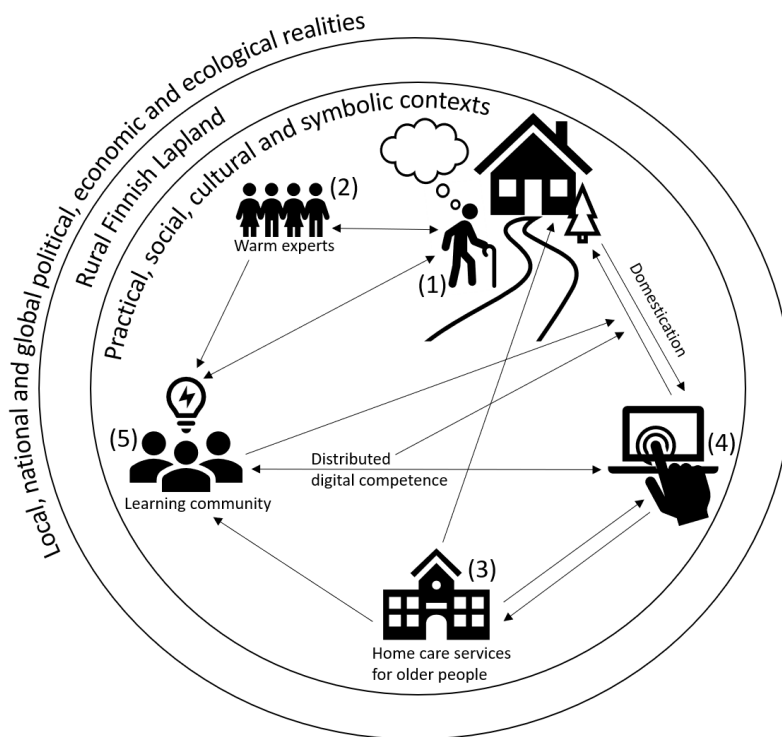 Local, national and global political, economic and ecological realities
Rural Finnish Lapland
Practical, social, cultural and symbolic contexts
(2)
Warm experts
(1)
Domestication
(5)
Learning community
Distributed
digital competence
(4)
(3)
Home care services
for older people